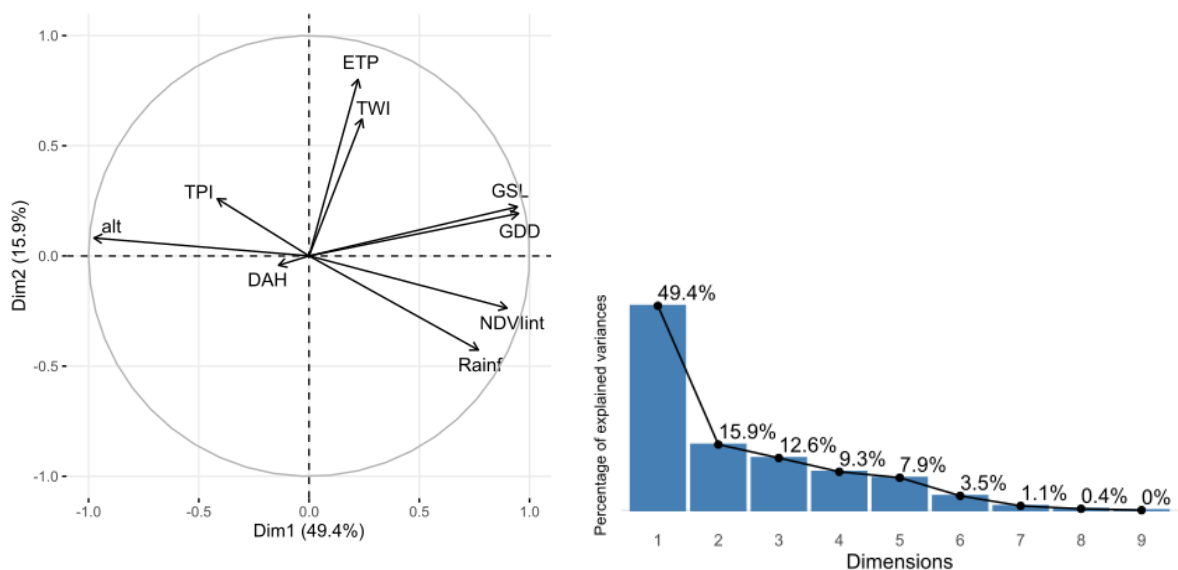 1.0
0.5
0.0
-0.5
-1.0
Dim2 (15.9%)
ETP
TWI
TPI
GSL
alt
GDD
DAH
NDVIint
Rainf
-1.0 -0.5 0.0 0.5 1.0
Dim1 (49.4%)
Percentage of explained variances
49.4%
15.9%
12.6%
9.3%
7.9%
3.5%
1.1%
0.4%
0%
1 2 3 4 5 6 7 8 9
Dimensions